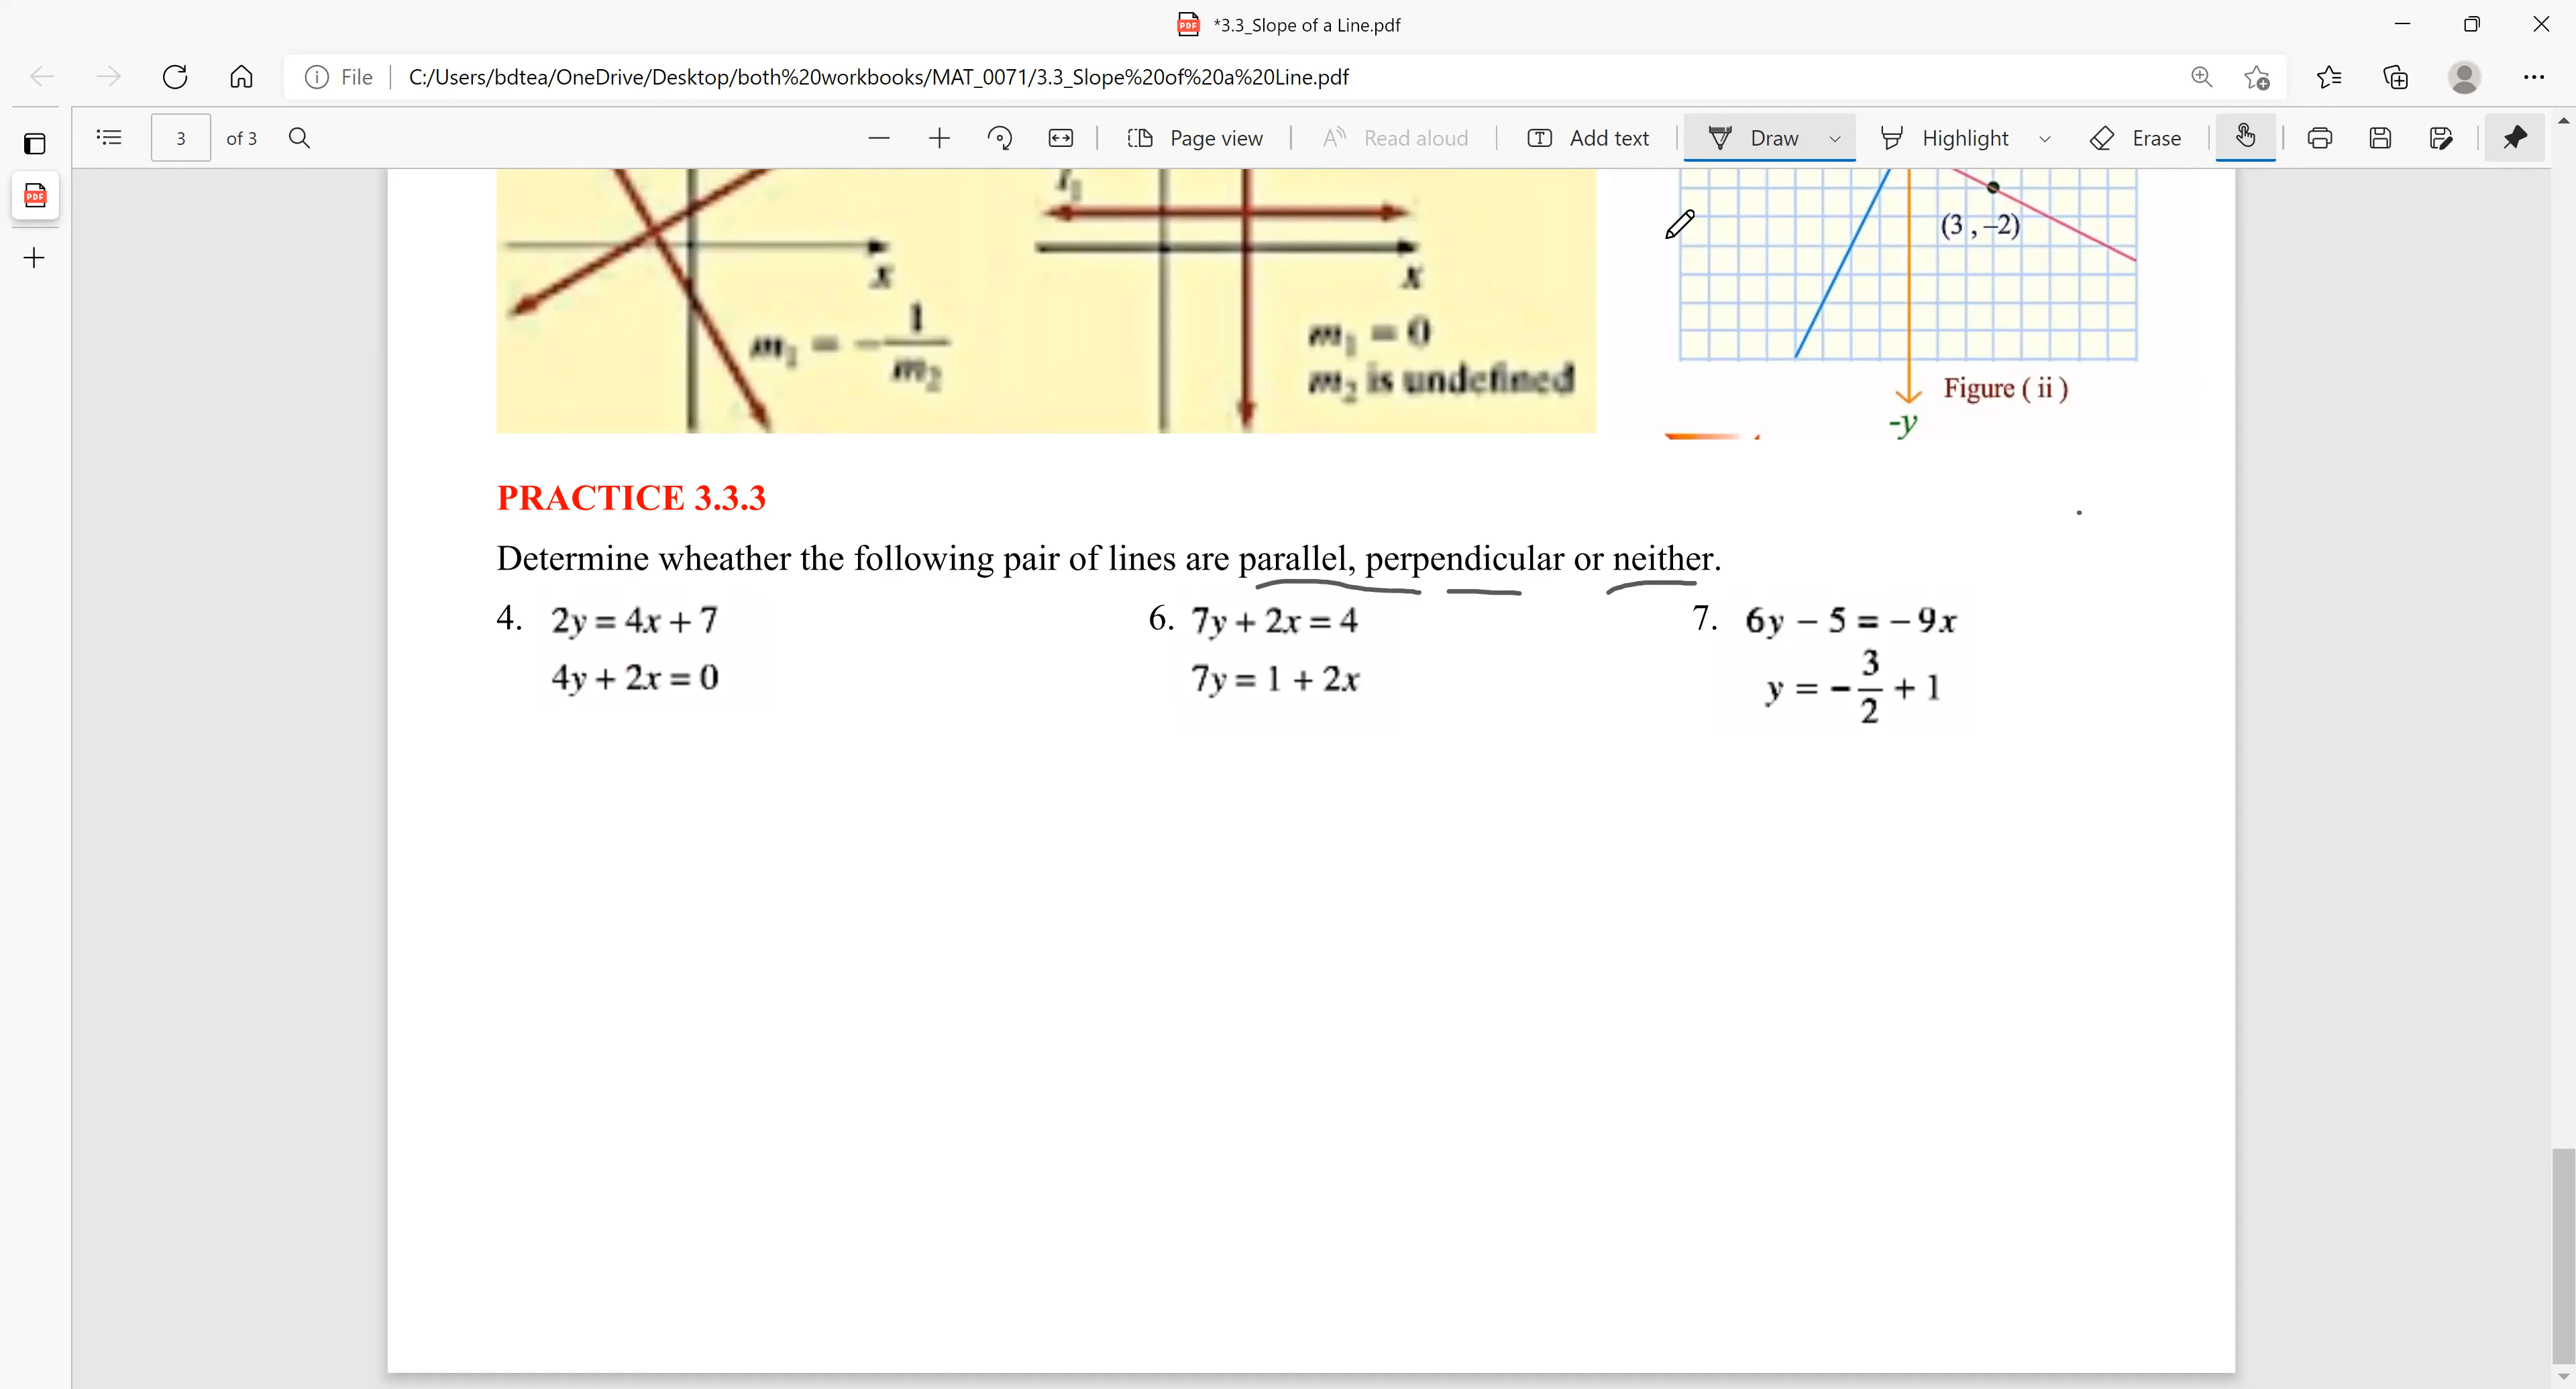 *3.3_Slope of a Line.pdf
File
C:/Users/bdtea/OneDrive/Desktop/both%20workbooks/MAT_0071/3.3_Slope%20of%20a%20Line.pdf
3 of 3
Page view
Read aloud
Add text
Draw
Highlight
Erase
x
m₁ = -1/m₂
x
m₁ = 0
m₂ is undefined
(3 , –2)
Figure ( ii )
-y
PRACTICE 3.3.3
Determine wheather the following pair of lines are parallel, perpendicular or neither.
4. 2y = 4x + 7
4y + 2x = 0
6. 7y + 2x = 4
7y = 1 + 2x
7. 6y – 5 = – 9x
y = – 3/2 + 1